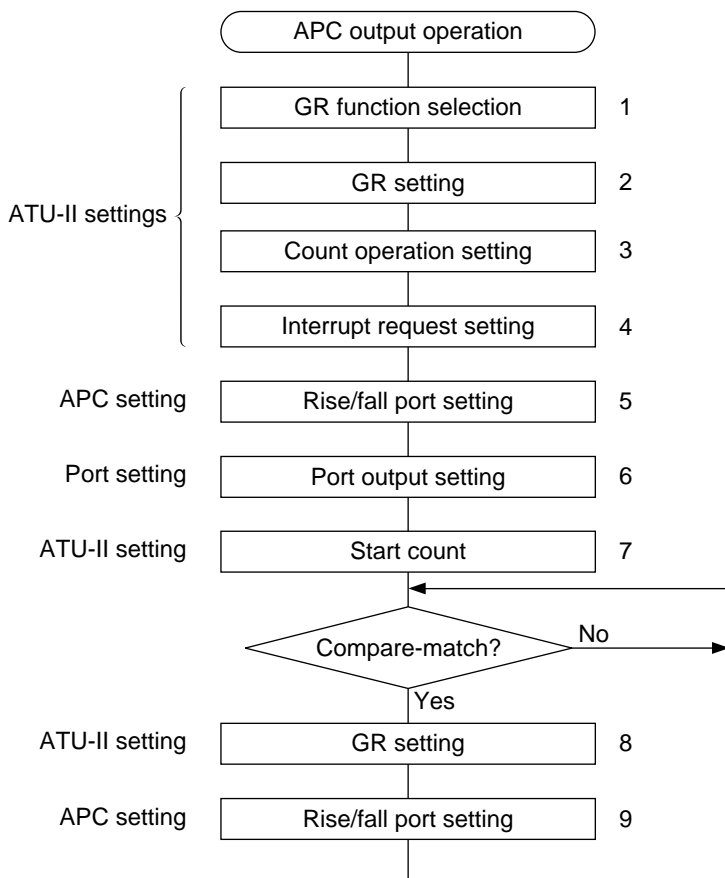 APC output operation
GR function selection 1
GR setting 2
ATU-II settings
Count operation setting 3
Interrupt request setting 4
APC setting Rise/fall port setting 5
Port setting Port output setting 6
ATU-II setting Start count 7
Compare-match? No
Yes
ATU-II setting GR setting 8
APC setting Rise/fall port setting 9